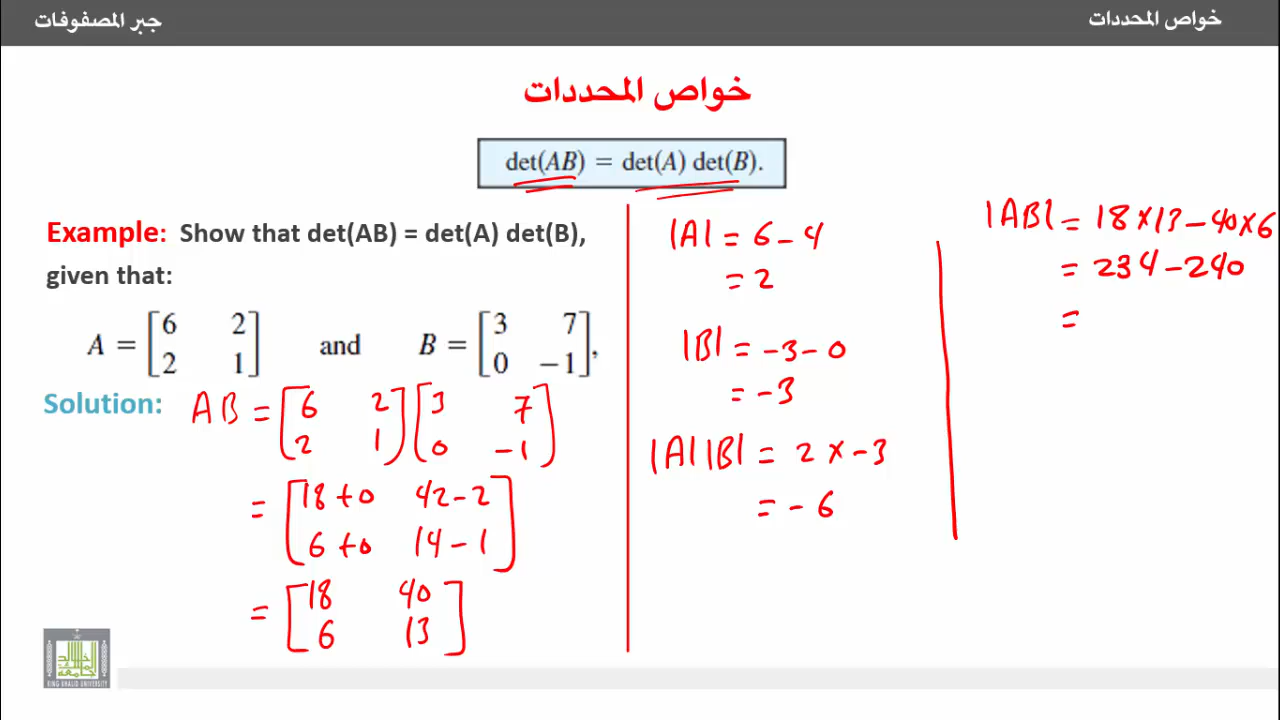 خواص المحددات
جبر المصفوفات
خواص المحددات
det(AB) = det(A) det(B).
Example: Show that det(AB) = det(A) det(B),
given that:
A = [6 2
2 1] and B = [3 7
0 −1],
Solution: AB = [6 2
2 1] [3 7
0 -1]
= [18+0 42-2
6+0 14-1]
= [18 40
6 13]
|A| = 6-4
= 2
|B| = -3-0
= -3
|A||B| = 2 × -3
= -6
|AB| = 18×13-40×6
= 234-240
=
KING KHALID UNIVERSITY